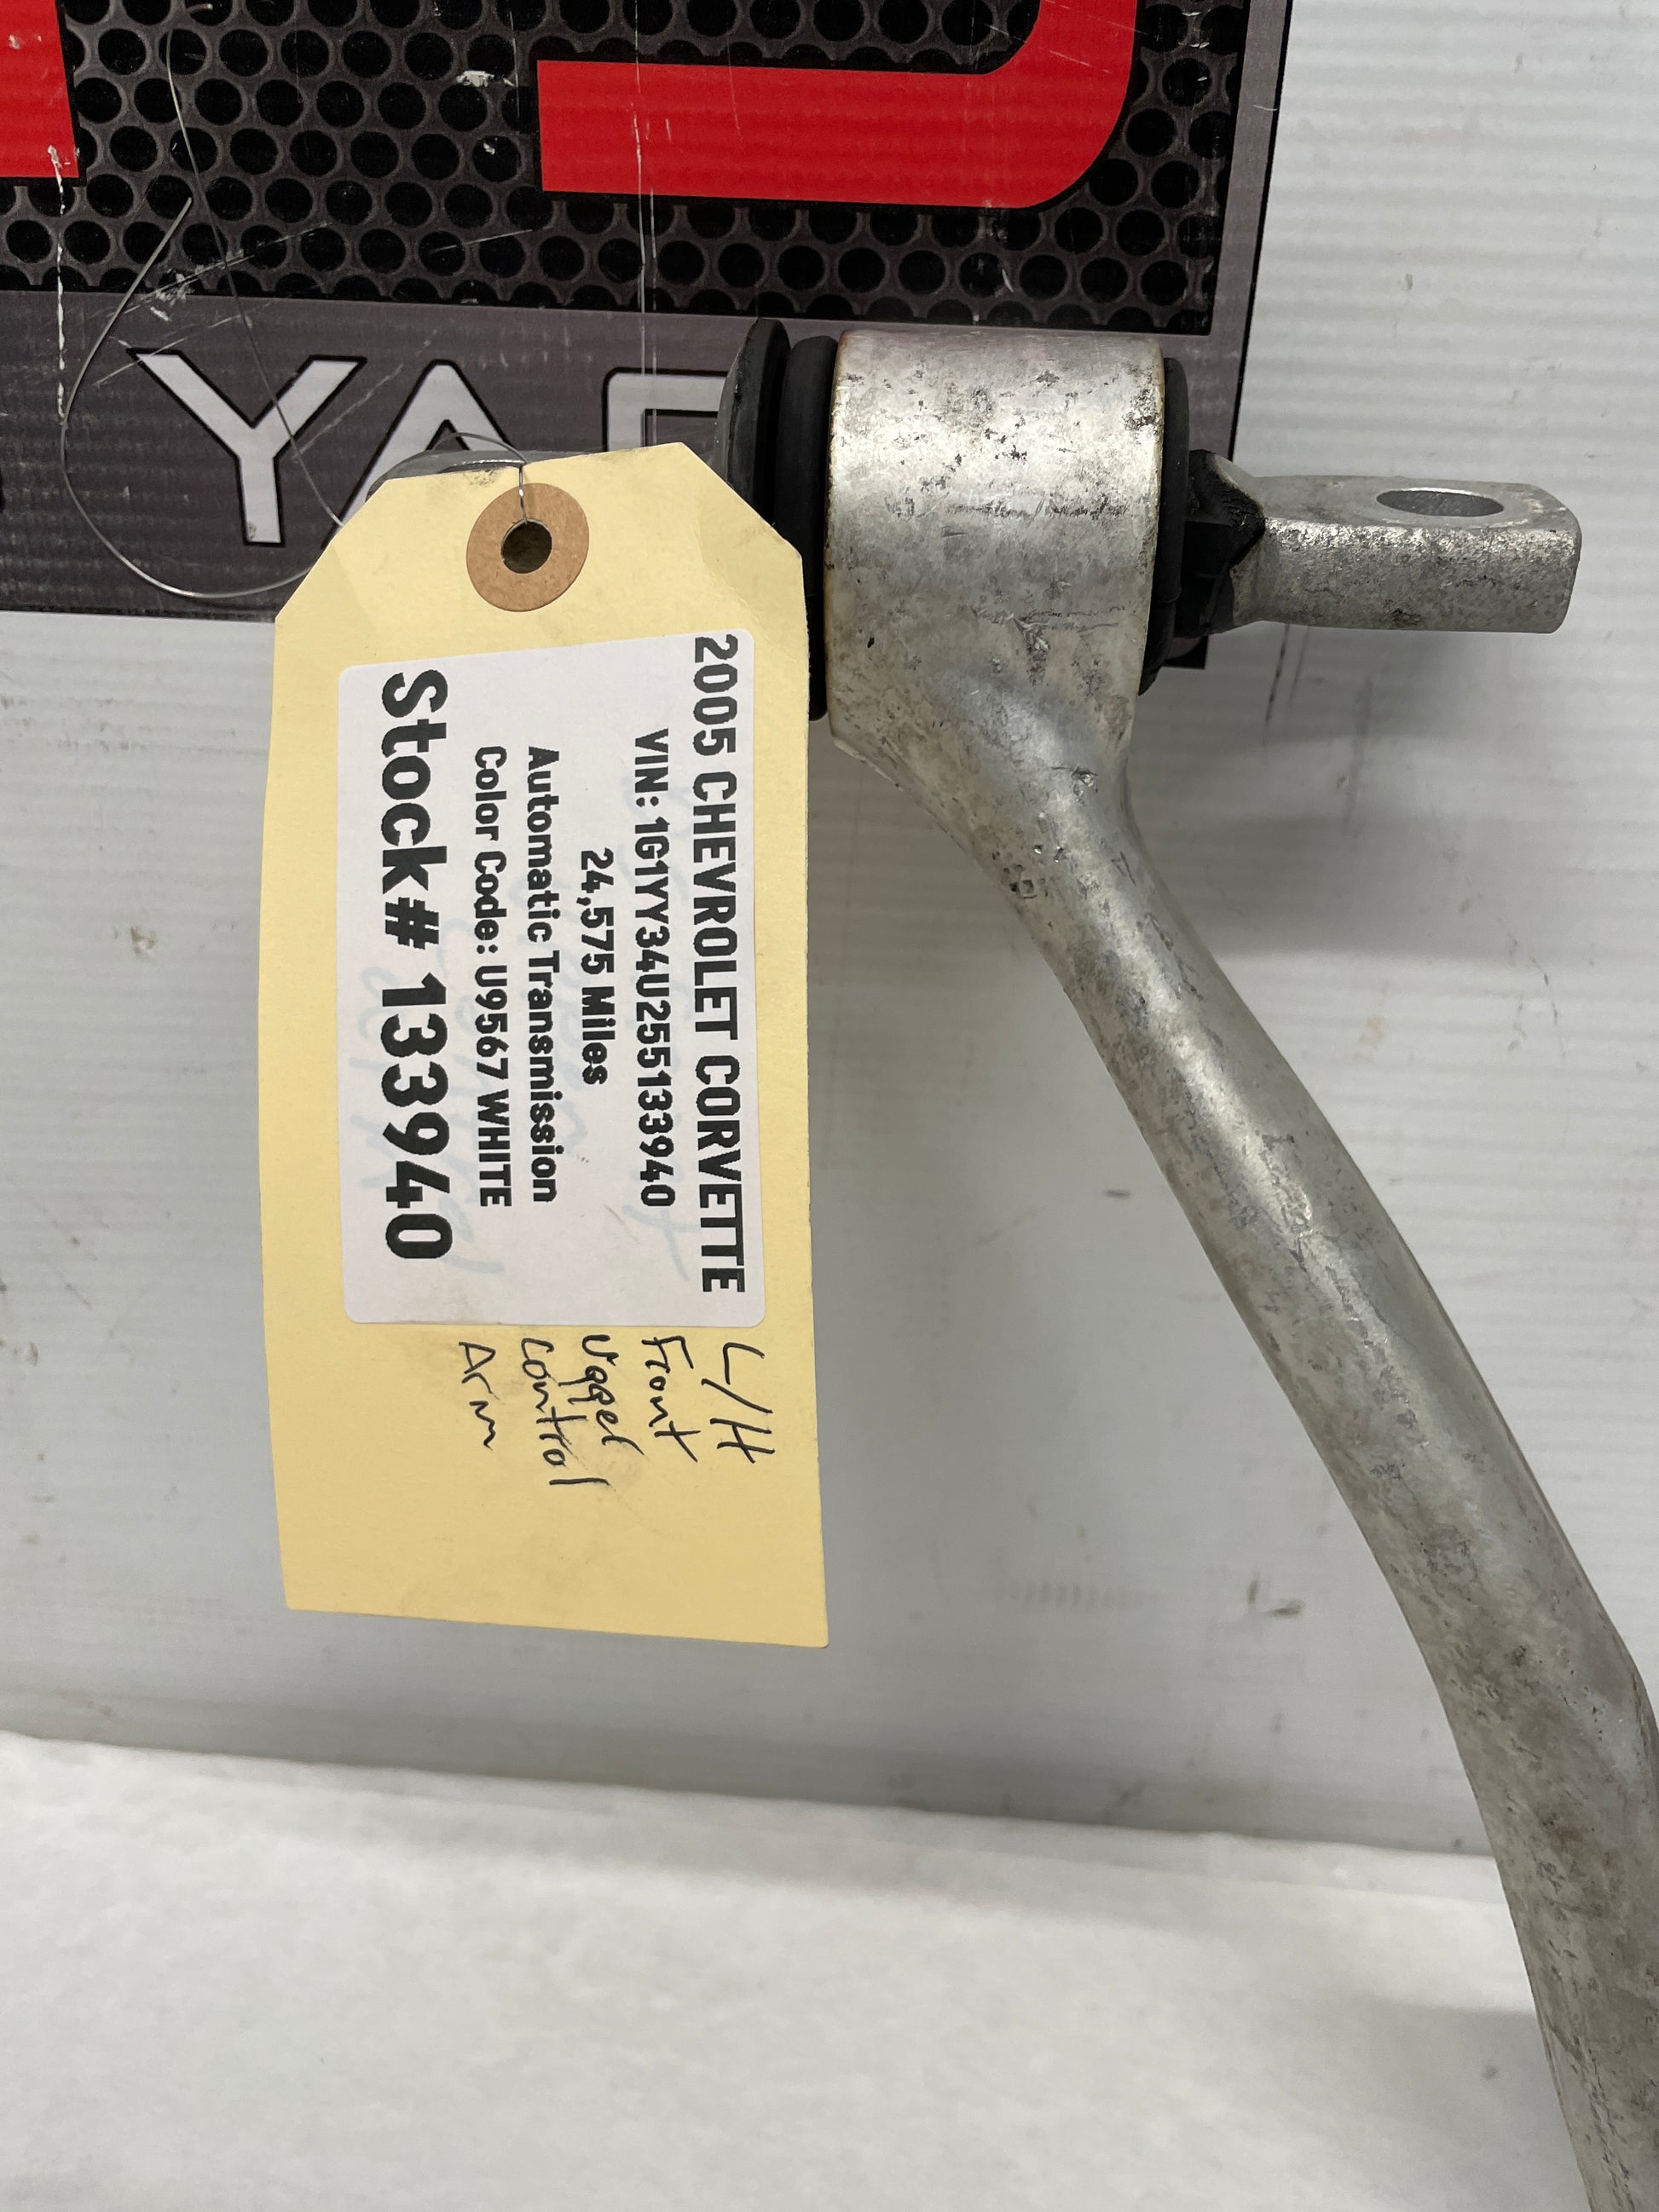 YA
2005 CHEVROLET CORVETTE
VIN: 1G1YY34U255133940
24,575 Miles
Automatic Transmission
Color Code: U9567 WHITE
Stock# 133940
L/H
Front
Upper
Control
Arm